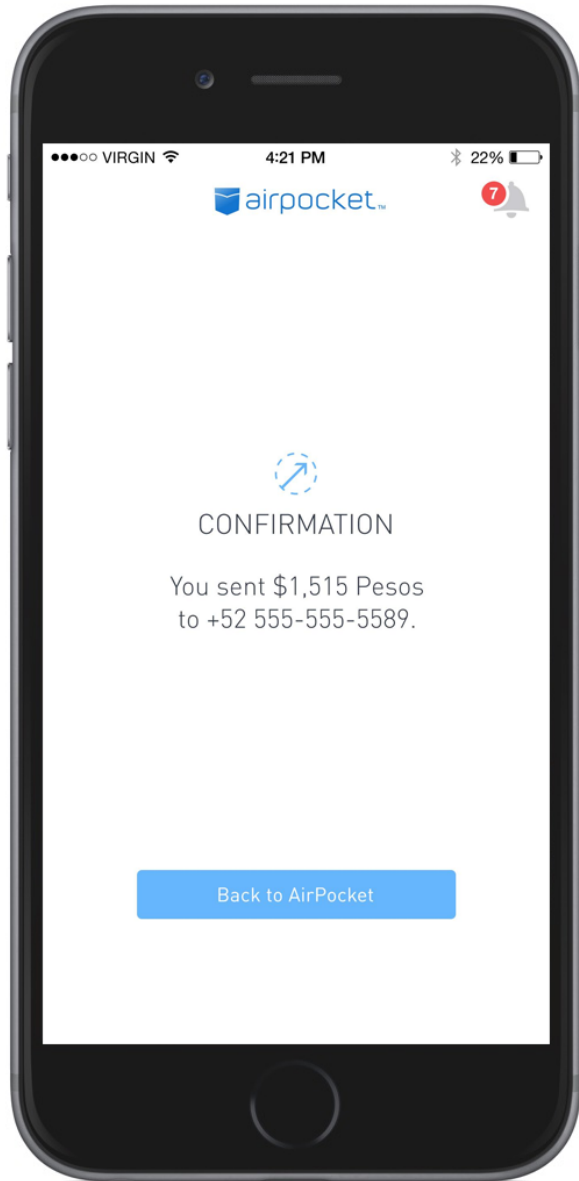 VIRGIN 4:21 PM 22%
airpocket™ 7
CONFIRMATION
You sent $1,515 Pesos
to +52 555-555-5589.
Back to AirPocket